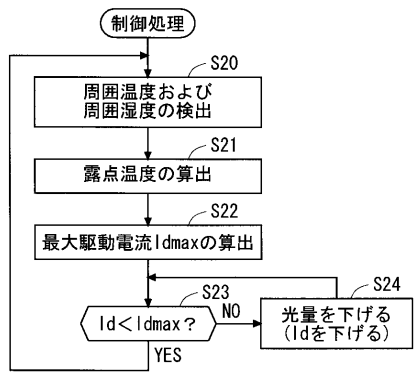 制御処理
S20
周囲温度および
周囲湿度の検出
S21
露点温度の算出
S22
最大駆動電流Idmaxの算出
S23
Id＜Idmax？
NO
YES
S24
光量を下げる
(Idを下げる)